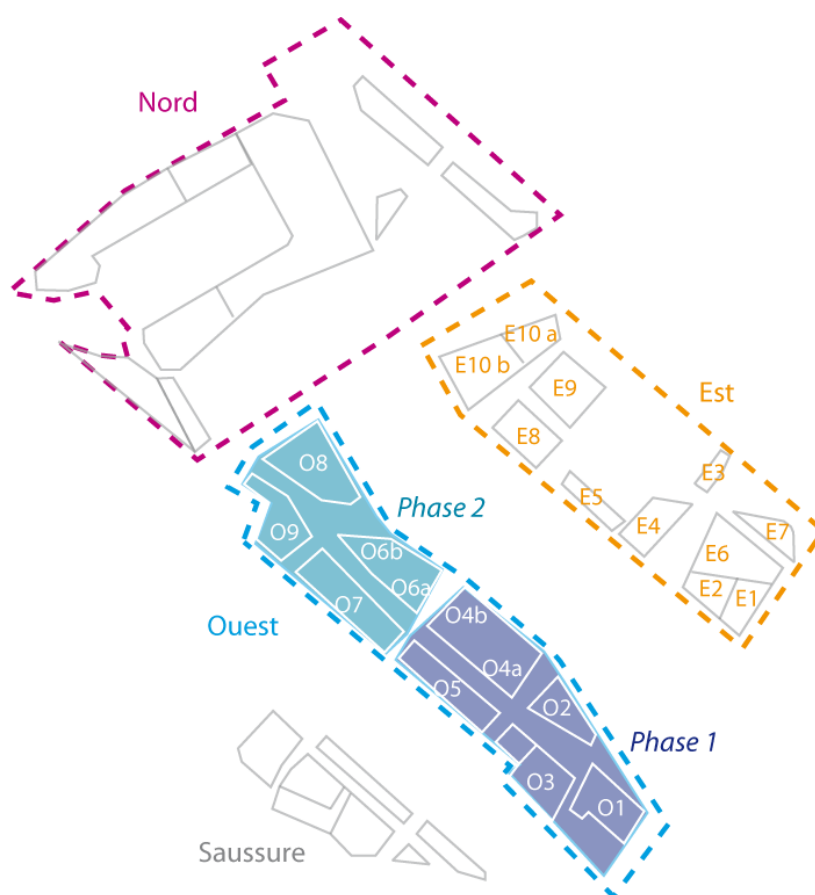 Nord
E10 a
E10 b
E9
Est
E8
O8
E3
E5
Phase 2
E4
E7
O9
O6b
E6
O6a
E2
E1
O7
Ouest
O4b
O4a
O5
O2
Phase 1
O3
O1
Saussure